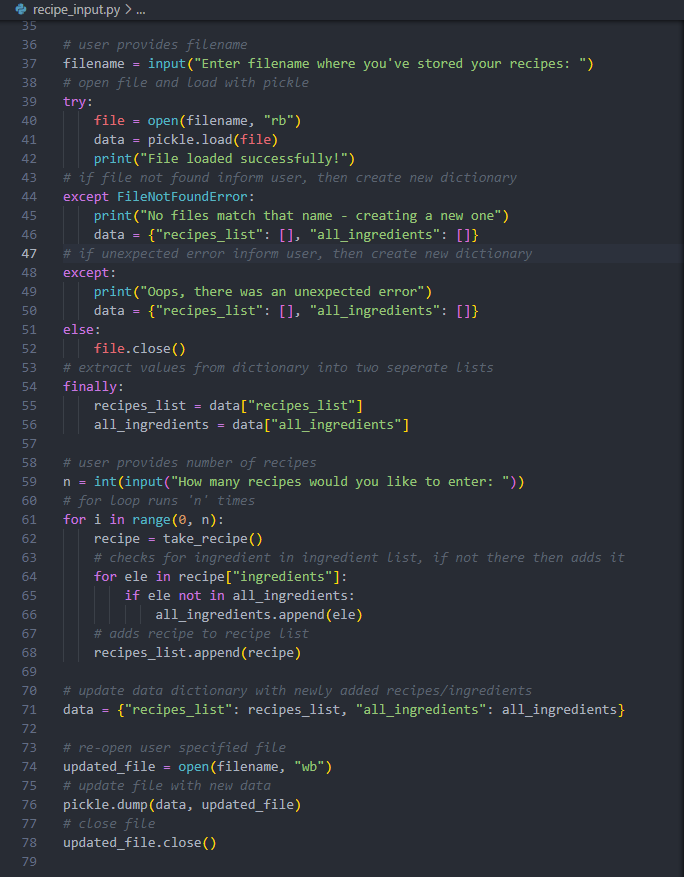 recipe_input.py > ...
35
36 # user provides filename
37 filename = input("Enter filename where you've stored your recipes: ")
38 # open file and load with pickle
39 try:
40     file = open(filename, "rb")
41     data = pickle.load(file)
42     print("File loaded successfully!")
43 # if file not found inform user, then create new dictionary
44 except FileNotFoundError:
45     print("No files match that name - creating a new one")
46     data = {"recipes_list": [], "all_ingredients": []}
47 # if unexpected error inform user, then create new dictionary
48 except:
49     print("Oops, there was an unexpected error")
50     data = {"recipes_list": [], "all_ingredients": []}
51 else:
52     file.close()
53 # extract values from dictionary into two seperate lists
54 finally:
55     recipes_list = data["recipes_list"]
56     all_ingredients = data["all_ingredients"]
57
58 # user provides number of recipes
59 n = int(input("How many recipes would you like to enter: "))
60 # for loop runs 'n' times
61 for i in range(0, n):
62     recipe = take_recipe()
63     # checks for ingredient in ingredient list, if not there then adds it
64     for ele in recipe["ingredients"]:
65         if ele not in all_ingredients:
66             all_ingredients.append(ele)
67     # adds recipe to recipe list
68     recipes_list.append(recipe)
69
70 # update data dictionary with newly added recipes/ingredients
71 data = {"recipes_list": recipes_list, "all_ingredients": all_ingredients}
72
73 # re-open user specified file
74 updated_file = open(filename, "wb")
75 # update file with new data
76 pickle.dump(data, updated_file)
77 # close file
78 updated_file.close()
79